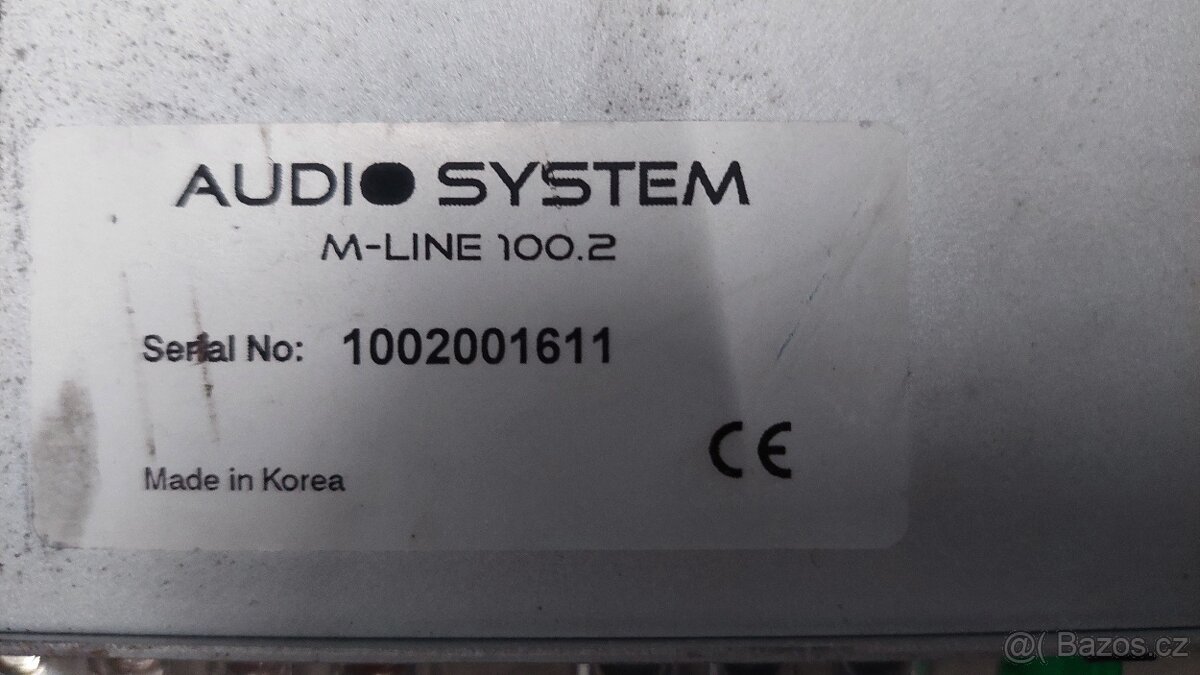 AUDIO SYSTEM
M-LINE 100.2
Serial No: 1002001611
CE
Made in Korea
@( Bazos.cz